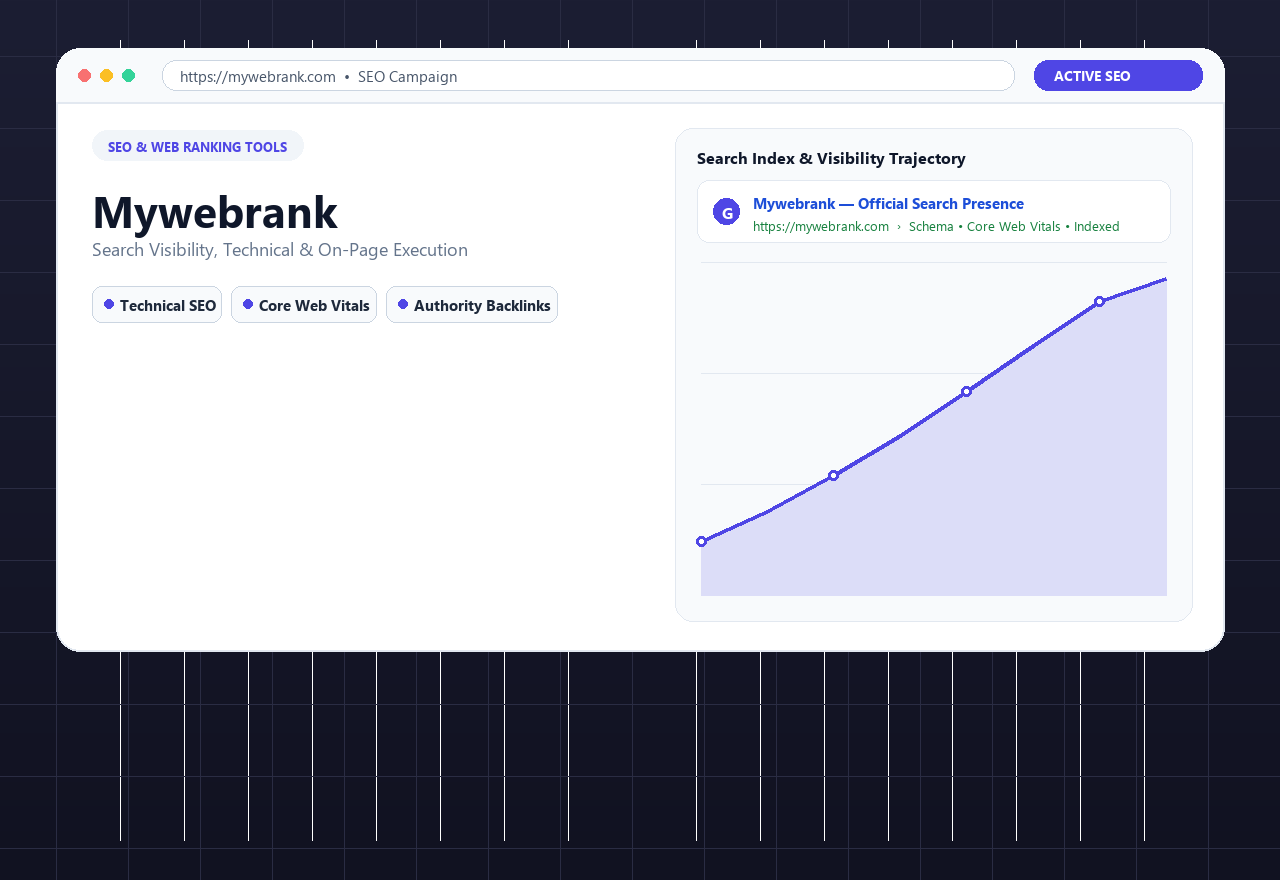 https://mywebrank.com • SEO Campaign
ACTIVE SEO
SEO & WEB RANKING TOOLS
Mywebrank
Search Visibility, Technical & On-Page Execution
Technical SEO
Core Web Vitals
Authority Backlinks
Search Index & Visibility Trajectory
G
Mywebrank — Official Search Presence
https://mywebrank.com › Schema • Core Web Vitals • Indexed